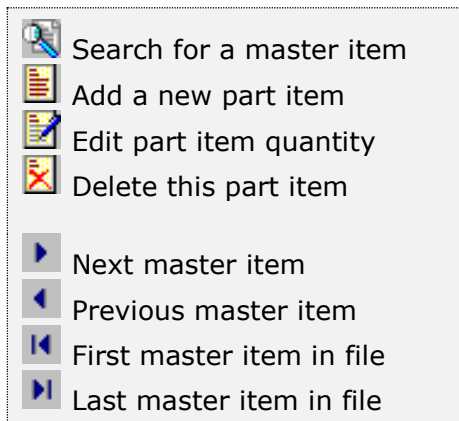 Search for a master item
Add a new part item
Edit part item quantity
Delete this part item
Next master item
Previous master item
First master item in file
Last master item in file